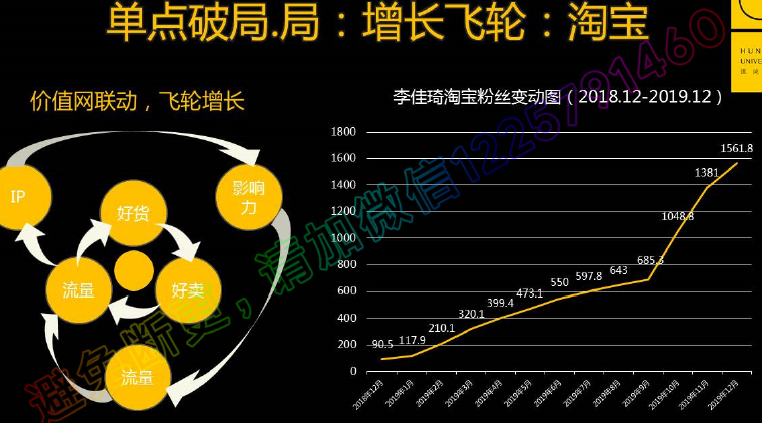 单点破局.局：增长飞轮：淘宝
HUN
UNIVE
价值网联动，飞轮增长
IP
影响
力
好货
流量
好卖
流量
李佳琦淘宝粉丝变动图（2018.12-2019.12）
1800
1600
1400
1200
1000
800
600
400
200
0
90.5
117.9
210.1
320.1
399.4
473.1
550
597.8
643
685.3
1048.8
1381
1561.8
2018年12月
2019年1月
2019年2月
2019年3月
2019年4月
2019年5月
2019年6月
2019年7月
2019年8月
2019年9月
2019年10月
2019年11月
2019年12月
避免断更，请加微信1225791460